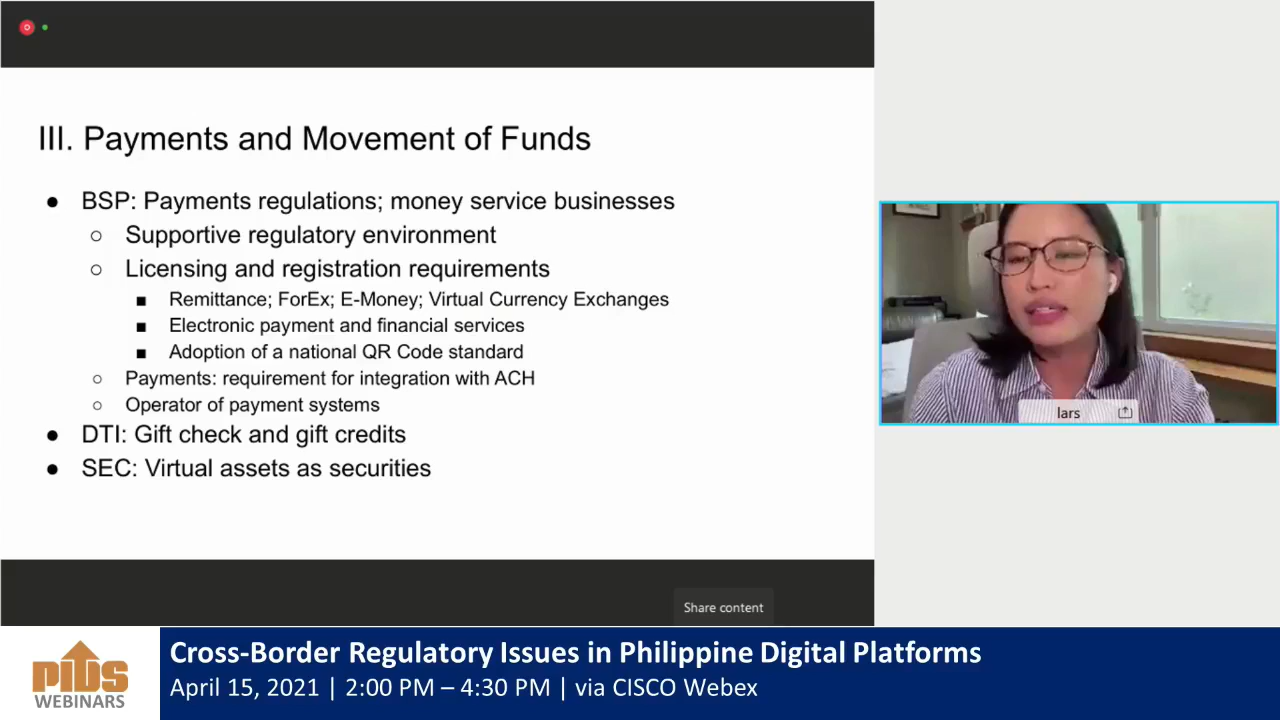 III. Payments and Movement of Funds
● BSP: Payments regulations; money service businesses
○ Supportive regulatory environment
○ Licensing and registration requirements
■ Remittance; ForEx; E-Money; Virtual Currency Exchanges
■ Electronic payment and financial services
■ Adoption of a national QR Code standard
○ Payments: requirement for integration with ACH
○ Operator of payment systems
● DTI: Gift check and gift credits
● SEC: Virtual assets as securities
lars
Share content
PIDS
WEBINARS
Cross-Border Regulatory Issues in Philippine Digital Platforms
April 15, 2021 | 2:00 PM – 4:30 PM | via CISCO Webex